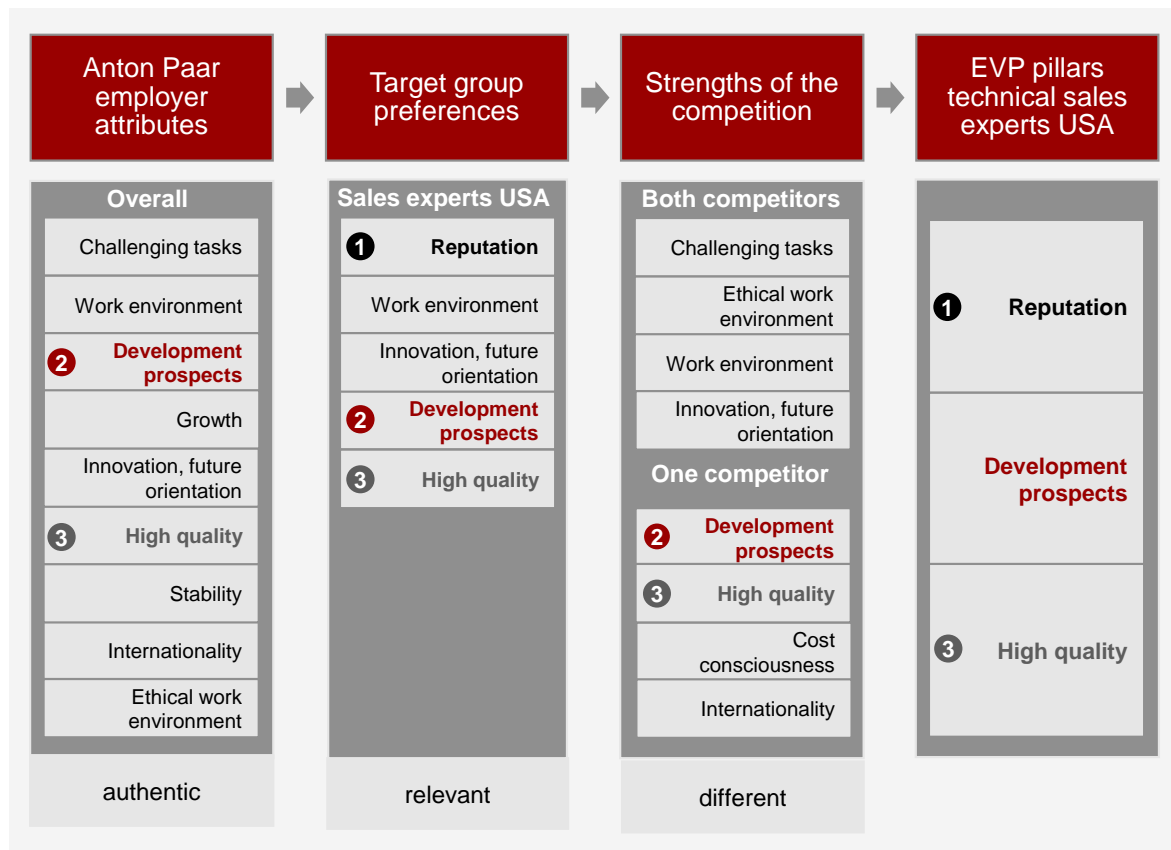 Anton Paar
employer
attributes
Target group
preferences
Strengths of the
competition
EVP pillars
technical sales
experts USA
Overall
Challenging tasks
Work environment
2 Development
prospects
Growth
Innovation, future
orientation
3 High quality
Stability
Internationality
Ethical work
environment
authentic
Sales experts USA
1 Reputation
Work environment
Innovation, future
orientation
2 Development
prospects
3 High quality
relevant
Both competitors
Challenging tasks
Ethical work
environment
Work environment
Innovation, future
orientation
One competitor
2 Development
prospects
3 High quality
Cost
consciousness
Internationality
different
1 Reputation
Development
prospects
3 High quality